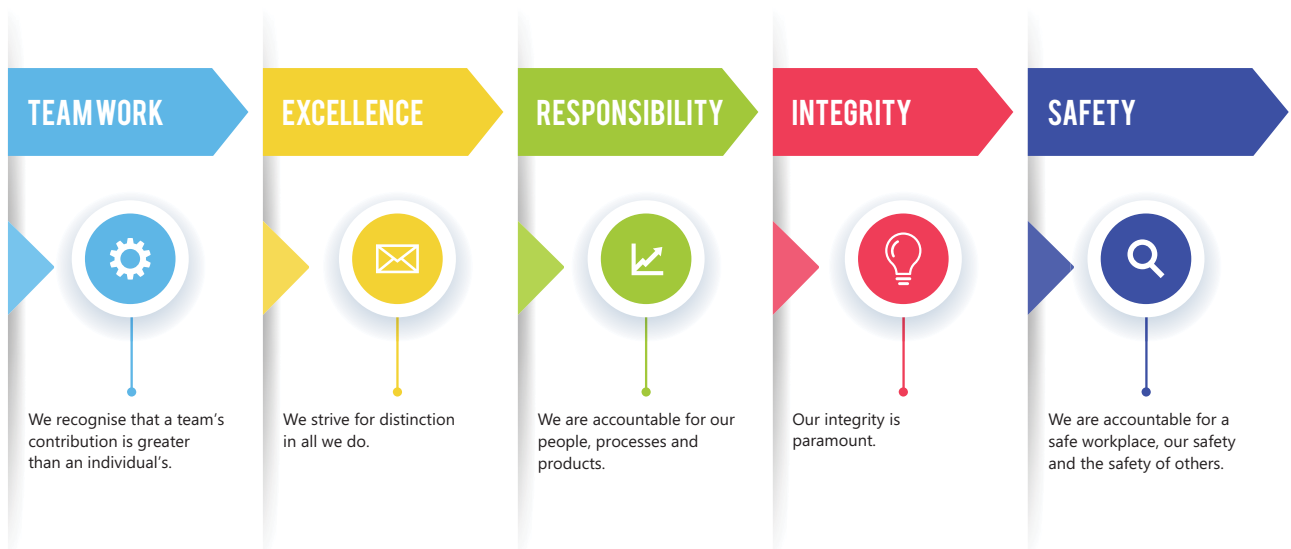 TEAMWORK
We recognise that a team's
contribution is greater
than an individual's.
EXCELLENCE
We strive for distinction
in all we do.
RESPONSIBILITY
We are accountable for our
people, processes and
products.
INTEGRITY
Our integrity is
paramount.
SAFETY
We are accountable for a
safe workplace, our safety
and the safety of others.